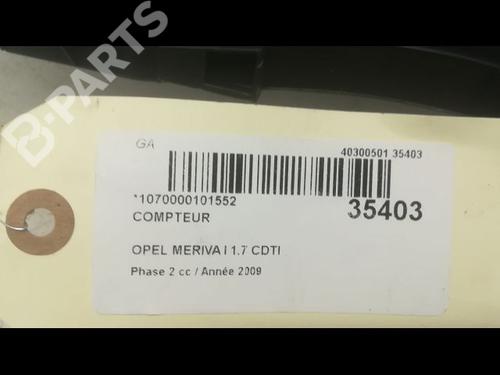 B-PARTS
GA
40300501 35403
*1070000101552
35403
COMPTEUR
OPEL MERIVA I 1.7 CDTI
Phase 2 cc / Année 2009